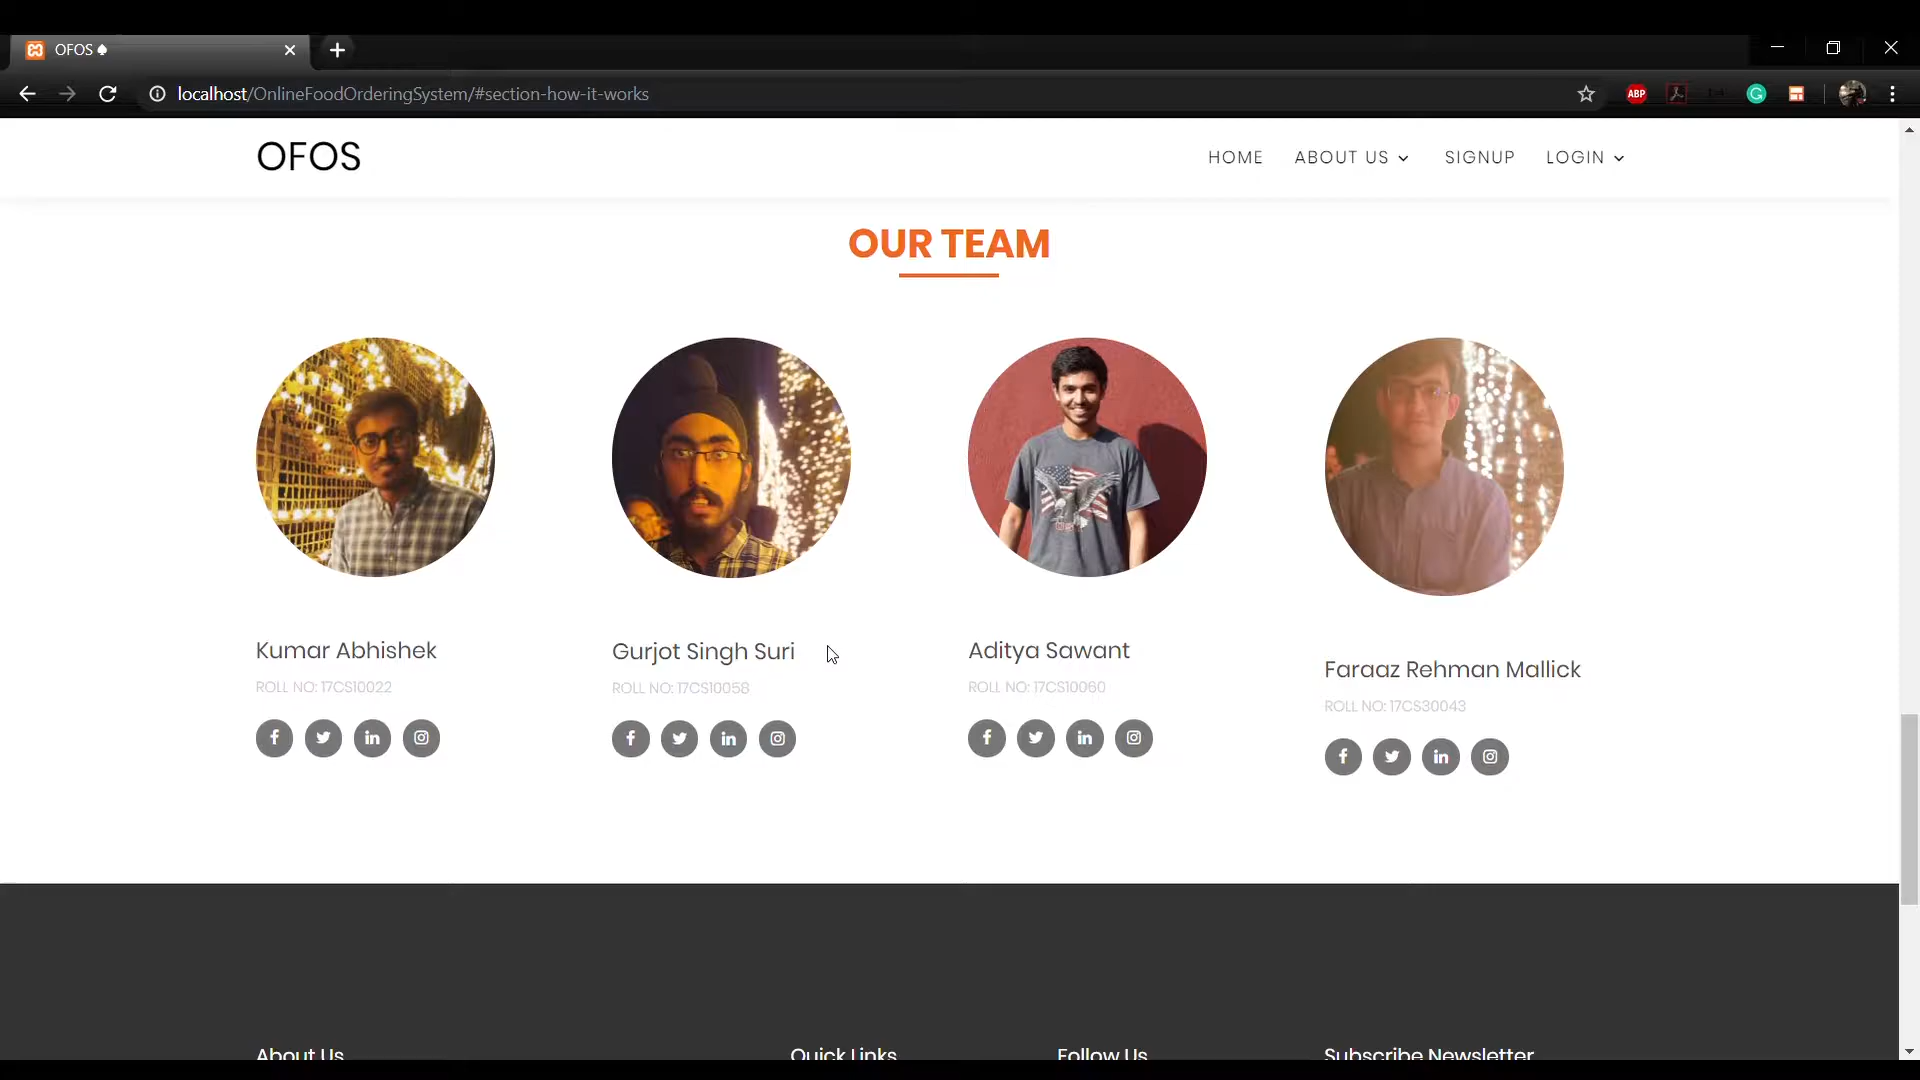 OFOS ♠
localhost/OnlineFoodOrderingSystem/#section-how-it-works
ABP
OFOS
HOME
ABOUT US
SIGNUP
LOGIN
OUR TEAM
Kumar Abhishek
ROLL NO: 17CS10022
Gurjot Singh Suri
ROLL NO: 17CS10058
Aditya Sawant
ROLL NO: 17CS10060
Faraaz Rehman Mallick
ROLL NO: 17CS30043
About Us
Quick Links
Follow Us
Subscribe Newsletter